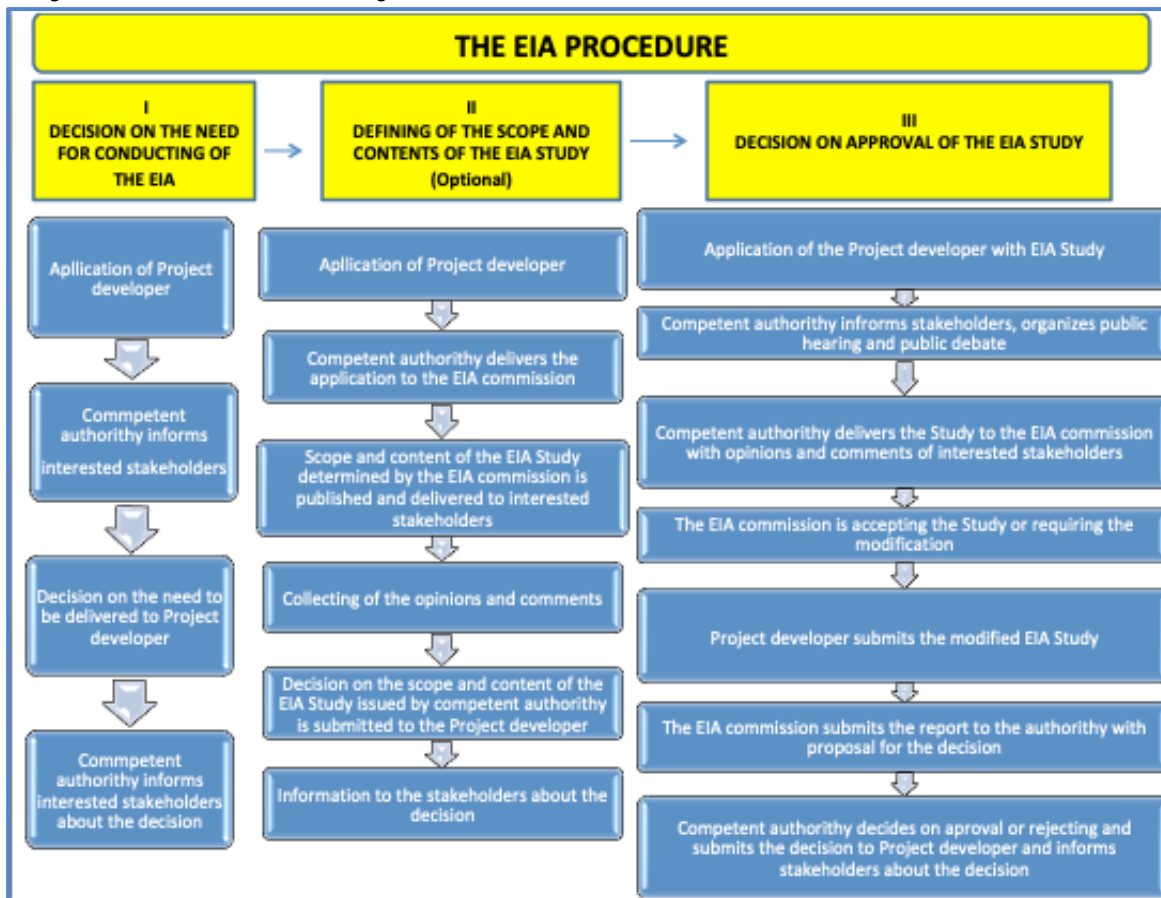 THE EIA PROCEDURE
I
DECISION ON THE NEED
FOR CONDUCTING OF
THE EIA
II
DEFINING OF THE SCOPE AND
CONTENTS OF THE EIA STUDY
(Optional)
III
DECISION ON APPROVAL OF THE EIA STUDY
Apllication of Project
developer
Commpetent
authorithy informs
interested stakeholders
Decision on the need to
be delivered to Project
developer
Commpetent
authorithy informs
interested stakeholders
about the decision
Apllication of Project developer
Competent authorithy delivers the
application to the EIA commission
Scope and content of the EIA Study
determined by the EIA commission is
published and delivered to interested
stakeholders
Collecting of the opinions and comments
Decision on the scope and content of the
EIA Study issued by competent authorithy
is submitted to the Project developer
Information to the stakeholders about the
decision
Application of the Project developer with EIA Study
Competent authorithy infroms stakeholders, organizes public
hearing and public debate
Competent authorithy delivers the Study to the EIA commission
with opinions and comments of interested stakeholders
The EIA commission is accepting the Study or requiring the
modification
Project developer submits the modified EIA Study
The EIA commission submits the report to the authorithy with
proposal for the decision
Competent authorithy decides on aproval or rejecting and
submits the decision to Project developer and informs
stakeholders about the decision